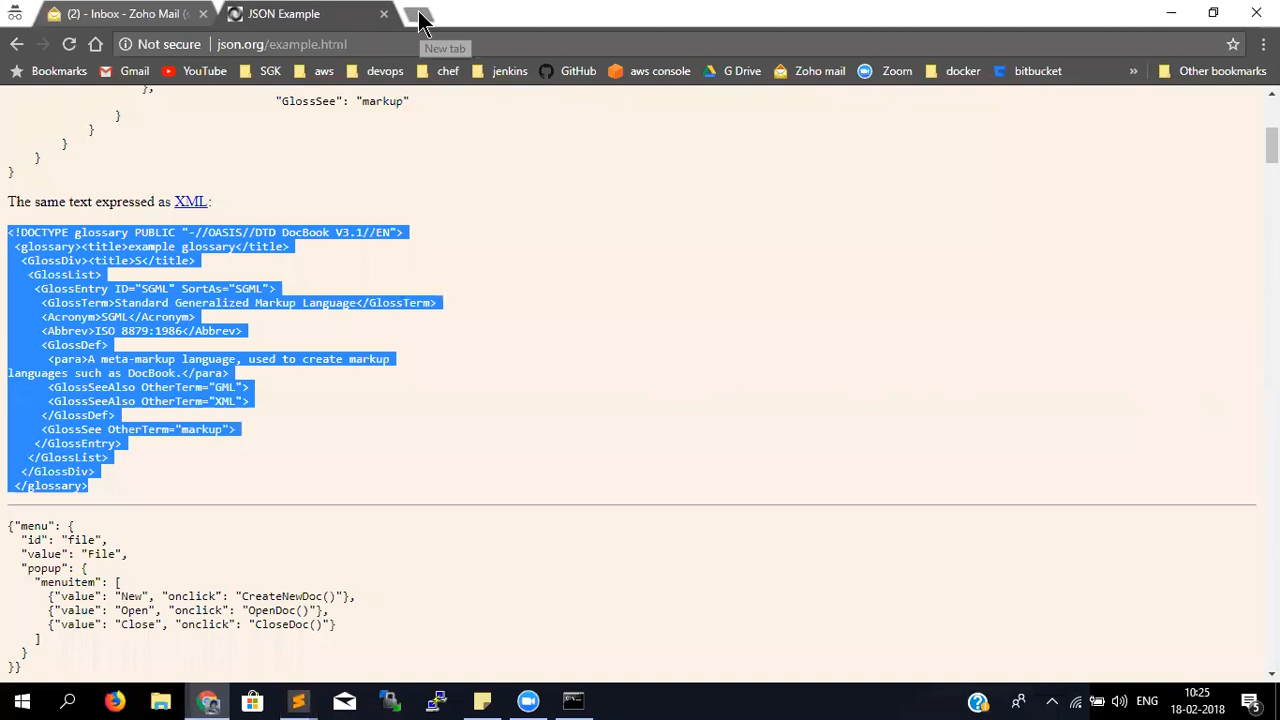 (2) - Inbox - Zoho Mail (s
JSON Example
Not secure
json.org/example.html
New tab
Bookmarks
Gmail
YouTube
SGK
aws
devops
chef
jenkins
GitHub
aws console
G Drive
Zoho mail
Zoorn
docker
bitbucket
»
Other bookmarks
},
"GlossSee": "markup"
}
}
}
}
}
The same text expressed as XML:
<!DOCTYPE glossary PUBLIC "-//OASIS//DTD DocBook V3.1//EN">
<glossary><title>example glossary</title>
<GlossDiv><title>S</title>
<GlossList>
<GlossEntry ID="SGML" SortAs="SGML">
<GlossTerm>Standard Generalized Markup Language</GlossTerm>
<Acronym>SGML</Acronym>
<Abbrev>ISO 8879:1986</Abbrev>
<GlossDef>
<para>A meta-markup language, used to create markup
languages such as DocBook.</para>
<GlossSeeAlso OtherTerm="GML">
<GlossSeeAlso OtherTerm="XML">
</GlossDef>
<GlossSee OtherTerm="markup">
</GlossEntry>
</GlossList>
</GlossDiv>
</glossary>
{"menu": {
"id": "file",
"value": "File",
"popup": {
"menuitem": [
{"value": "New", "onclick": "CreateNewDoc()"},
{"value": "Open", "onclick": "OpenDoc()"},
{"value": "Close", "onclick": "CloseDoc()"}
]
}
}}
ENG
10:25
18-02-2018
5